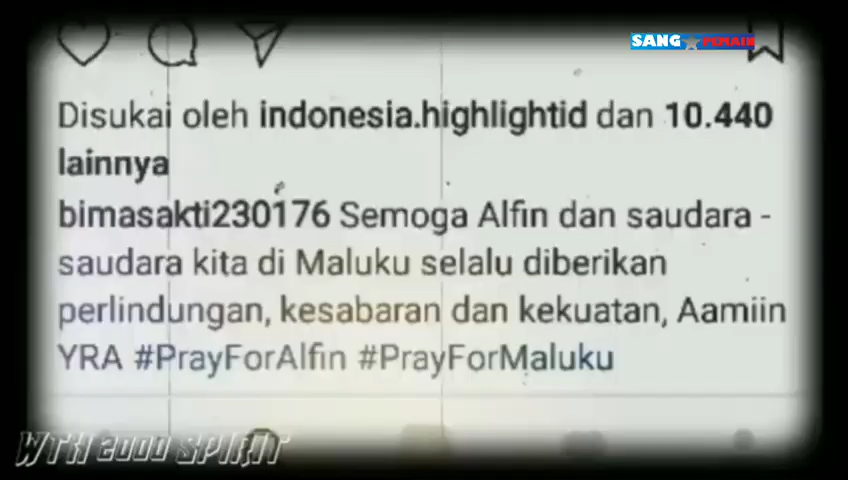 SANG PEMAIN
Disukai oleh indonesia.highlightid dan 10.440
lainnya
bimasakti230176 Semoga Alfin dan saudara -
saudara kita di Maluku selalu diberikan
perlindungan, kesabaran dan kekuatan, Aamiin
YRA #PrayForAlfin #PrayForMaluku
WTH 2000 SPIRIT